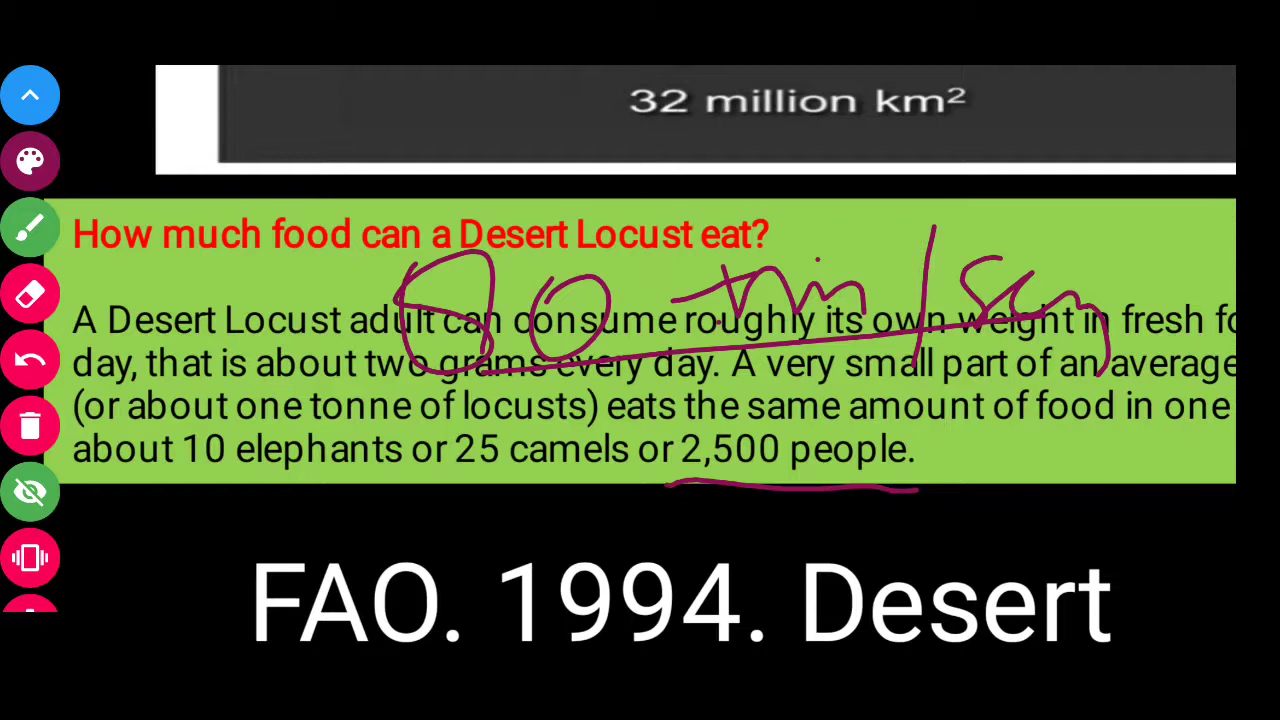 32 million km²
How much food can a Desert Locust eat?
A Desert Locust adult can consume roughly its own weight in fresh fo
day, that is about two grams every day. A very small part of an average
(or about one tonne of locusts) eats the same amount of food in one
about 10 elephants or 25 camels or 2,500 people.
FAO. 1994. Desert